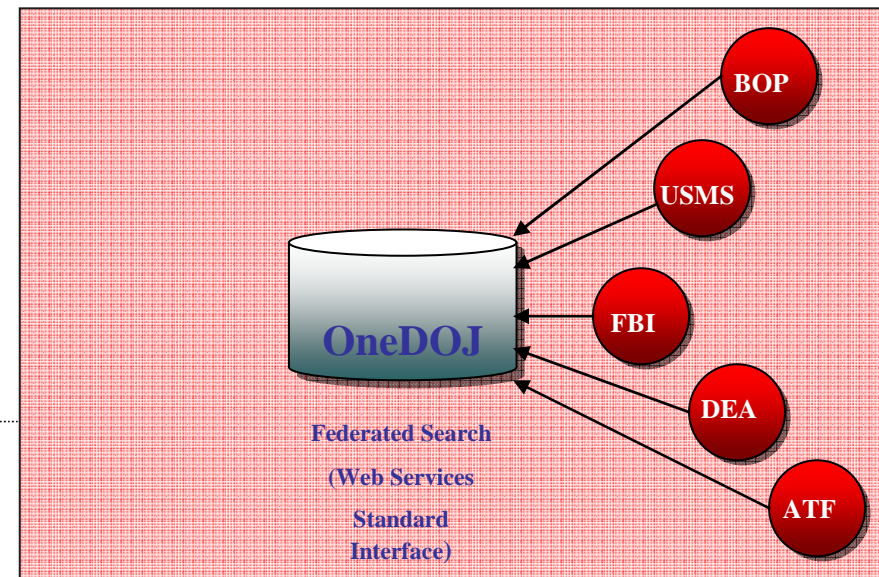 BOP
USMS
FBI
OneDOJ
DEA
Federated Search
(Web Services
Standard
Interface)
ATF